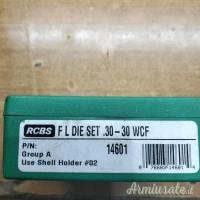 RCBS F L DIE SET .30-30 WCF
P/N: 14601
Group A
Use Shell Holder #02
Armiusate.it